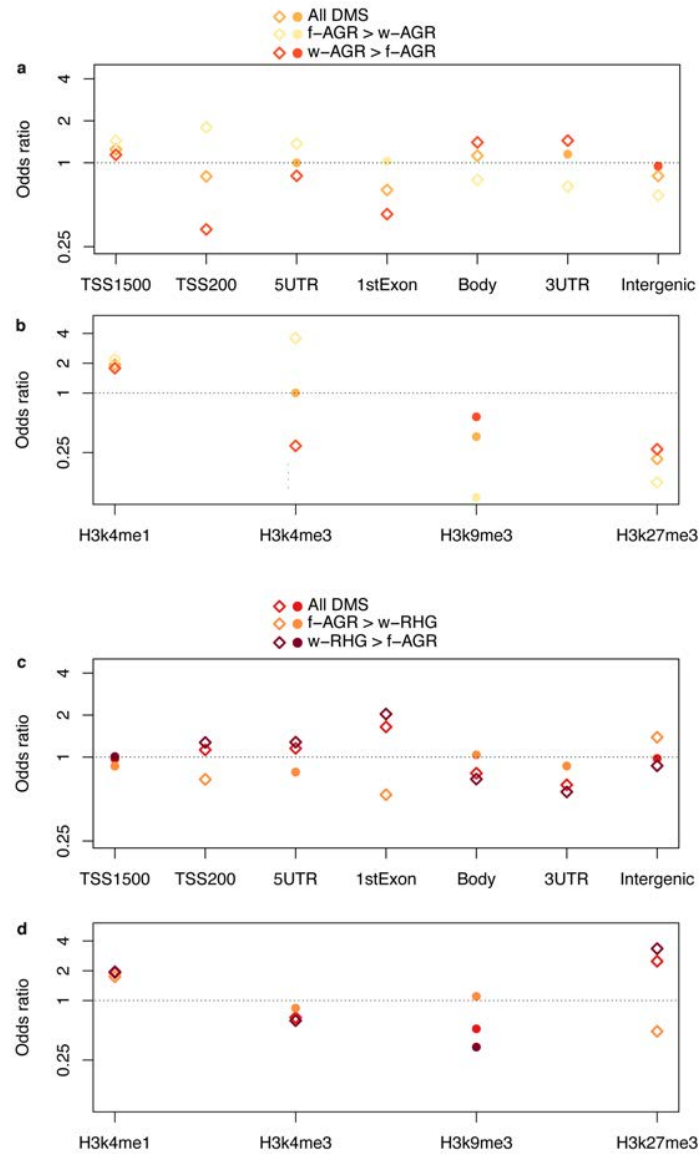 All DMS
f-AGR > w-AGR
w-AGR > f-AGR
a
4
2
1
0.25
Odds ratio
TSS1500 TSS200 5UTR 1stExon Body 3UTR Intergenic
b
4
2
1
0.25
Odds ratio
H3k4me1 H3k4me3 H3k9me3 H3k27me3
All DMS
f-AGR > w-RHG
w-RHG > f-AGR
c
4
2
1
0.25
Odds ratio
TSS1500 TSS200 5UTR 1stExon Body 3UTR Intergenic
d
4
2
1
0.25
Odds ratio
H3k4me1 H3k4me3 H3k9me3 H3k27me3